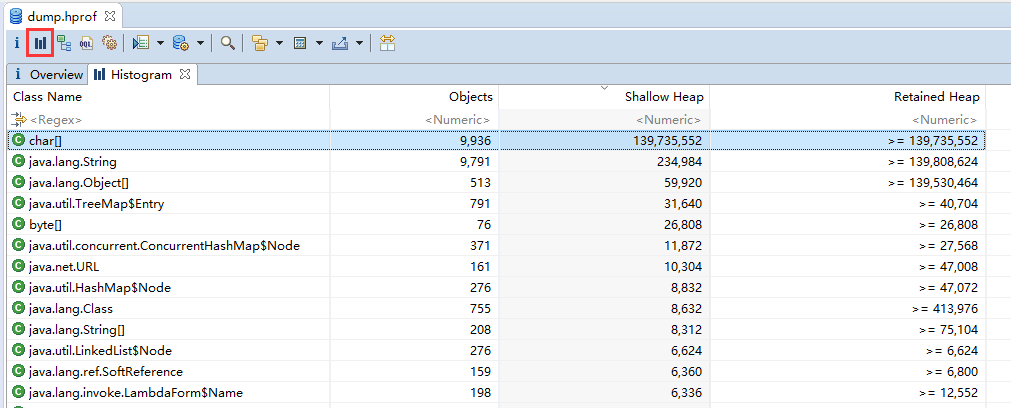 dump.hprof
i OQL
i Overview Histogram
Class Name Objects Shallow Heap Retained Heap
<Regex> <Numeric> <Numeric> <Numeric>
C char[] 9,936 139,735,552 >= 139,735,552
C java.lang.String 9,791 234,984 >= 139,808,624
C java.lang.Object[] 513 59,920 >= 139,530,464
C java.util.TreeMap$Entry 791 31,640 >= 40,704
C byte[] 76 26,808 >= 26,808
C java.util.concurrent.ConcurrentHashMap$Node 371 11,872 >= 27,568
C java.net.URL 161 10,304 >= 47,008
C java.util.HashMap$Node 276 8,832 >= 47,072
C java.lang.Class 755 8,632 >= 413,976
C java.lang.String[] 208 8,312 >= 75,104
C java.util.LinkedList$Node 276 6,624 >= 6,624
C java.lang.ref.SoftReference 159 6,360 >= 6,800
C java.lang.invoke.LambdaForm$Name 198 6,336 >= 12,552